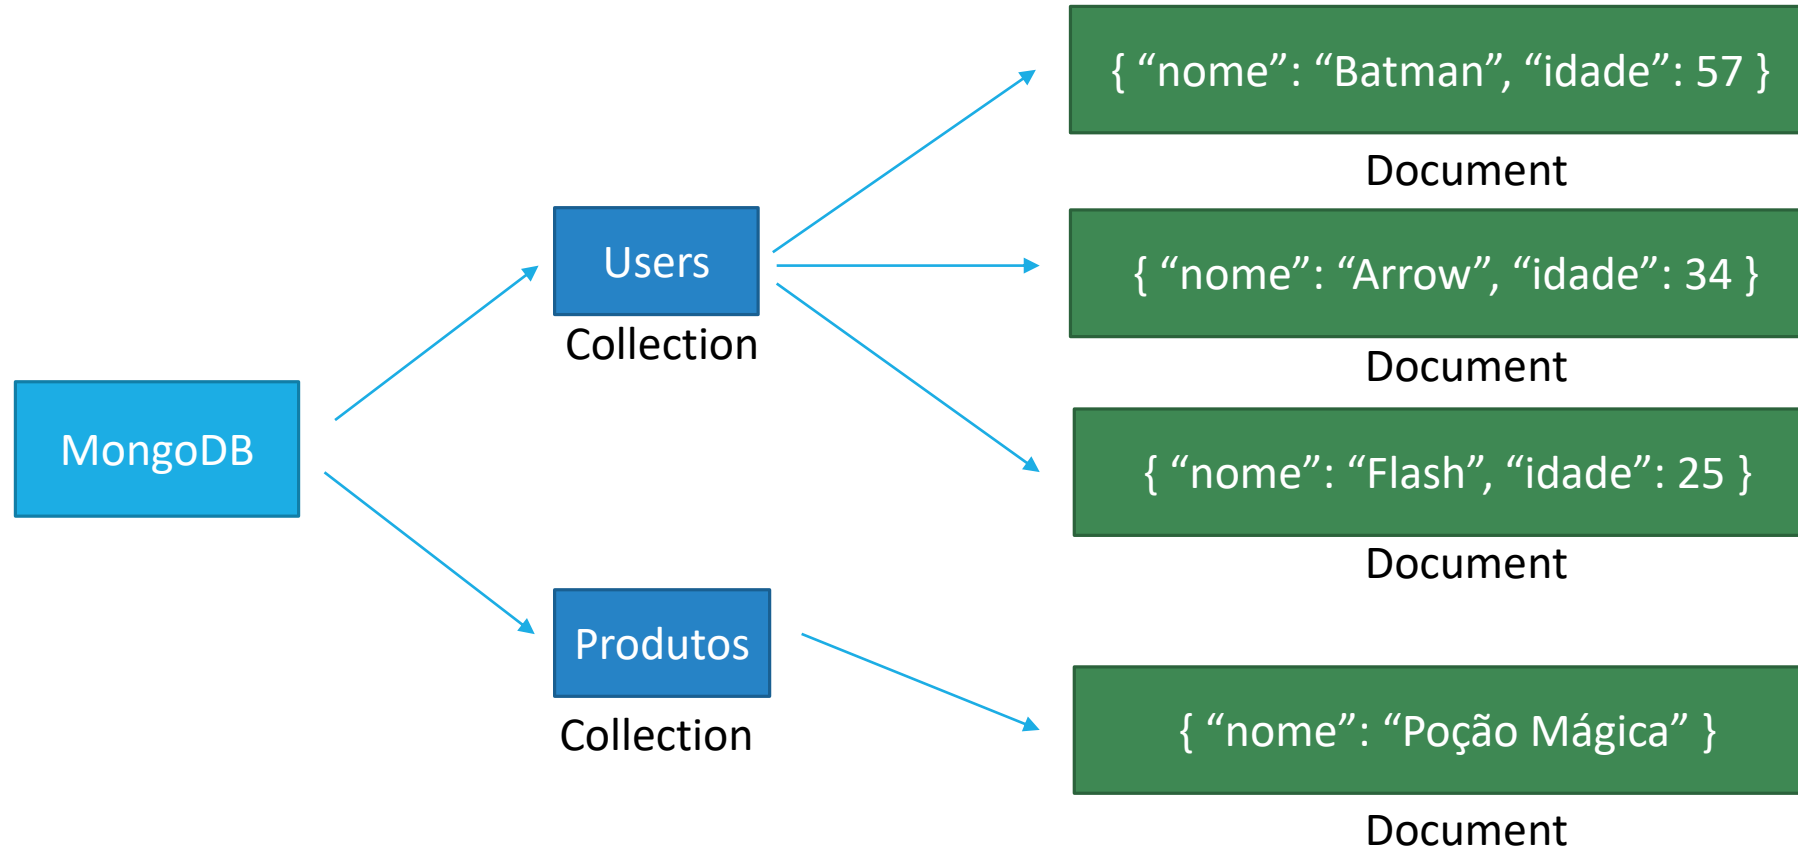 { “nome”: “Batman”, “idade”: 57 }
Document
Users
{ “nome”: “Arrow”, “idade”: 34 }
Collection
Document
MongoDB
{ “nome”: “Flash”, “idade”: 25 }
Document
Produtos
Collection
{ “nome”: “Poção Mágica” }
Document